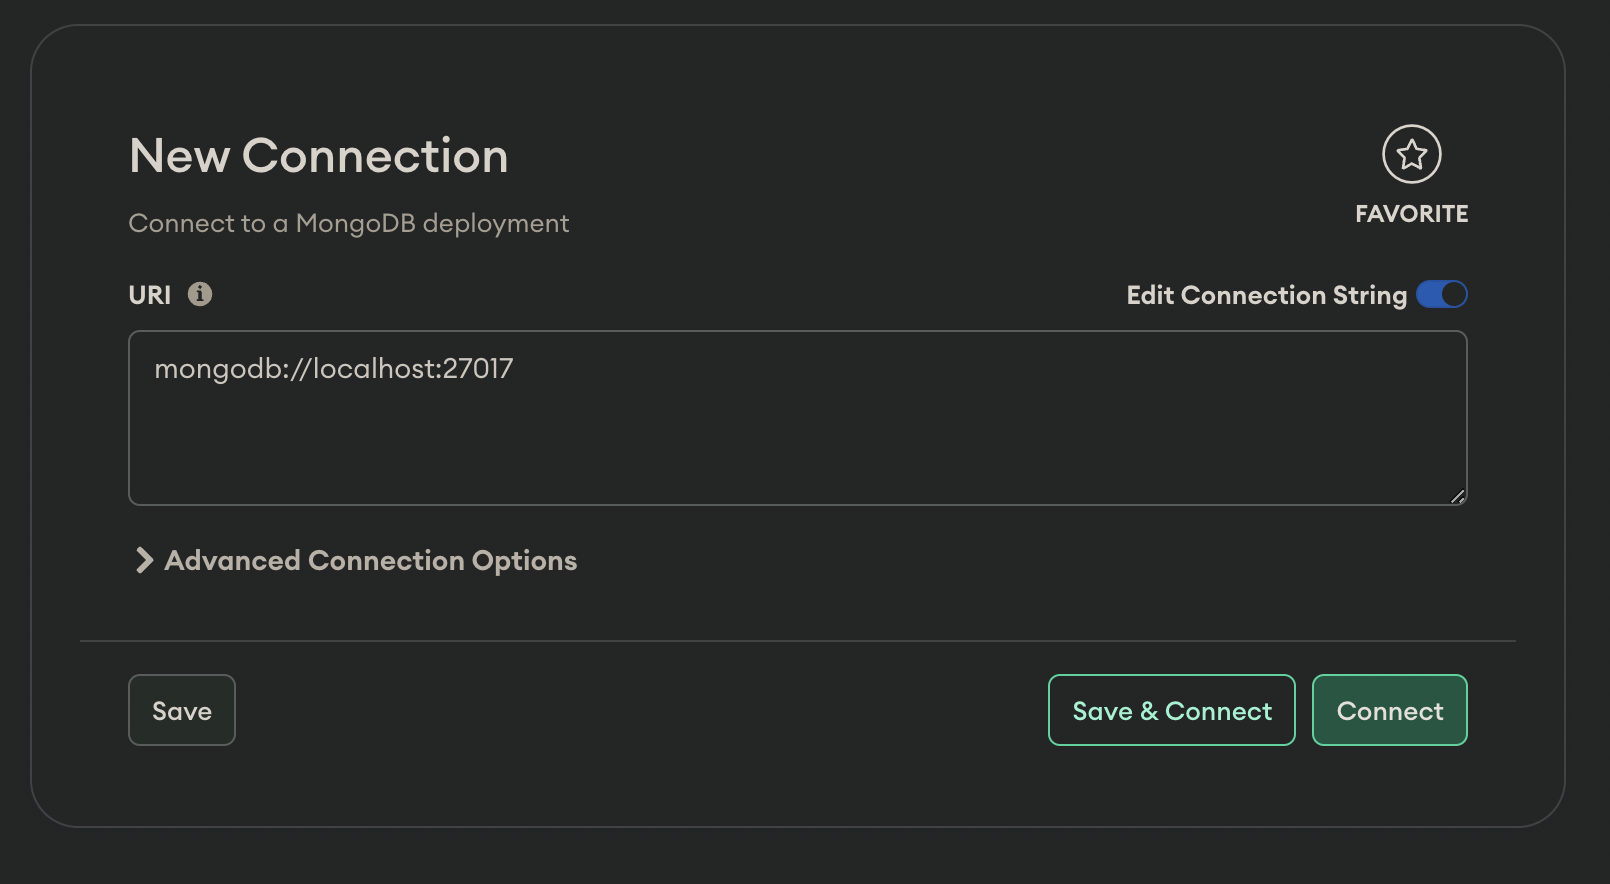 New Connection
FAVORITE
Connect to a MongoDB deployment
URI
Edit Connection String
mongodb://localhost:27017
Advanced Connection Options
Save
Save & Connect
Connect